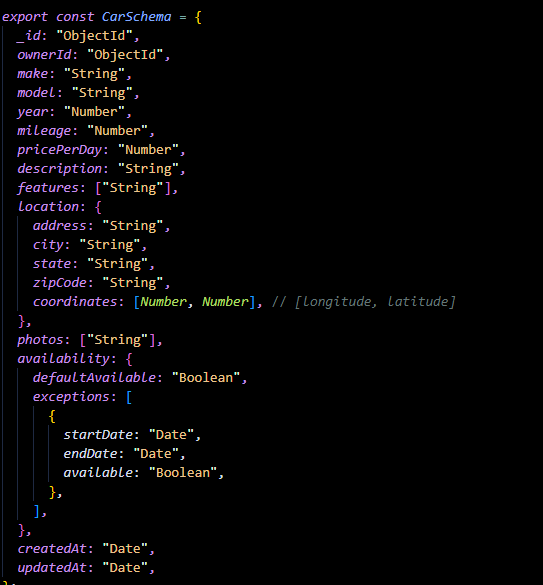 export const CarSchema = {
  _id: "ObjectId",
  ownerId: "ObjectId",
  make: "String",
  model: "String",
  year: "Number",
  mileage: "Number",
  pricePerDay: "Number",
  description: "String",
  features: ["String"],
  location: {
    address: "String",
    city: "String",
    state: "String",
    zipCode: "String",
    coordinates: [Number, Number], // [longitude, latitude]
  },
  photos: ["String"],
  availability: {
    defaultAvailable: "Boolean",
    exceptions: [
      {
        startDate: "Date",
        endDate: "Date",
        available: "Boolean",
      },
    ],
  },
  createdAt: "Date",
  updatedAt: "Date",
};